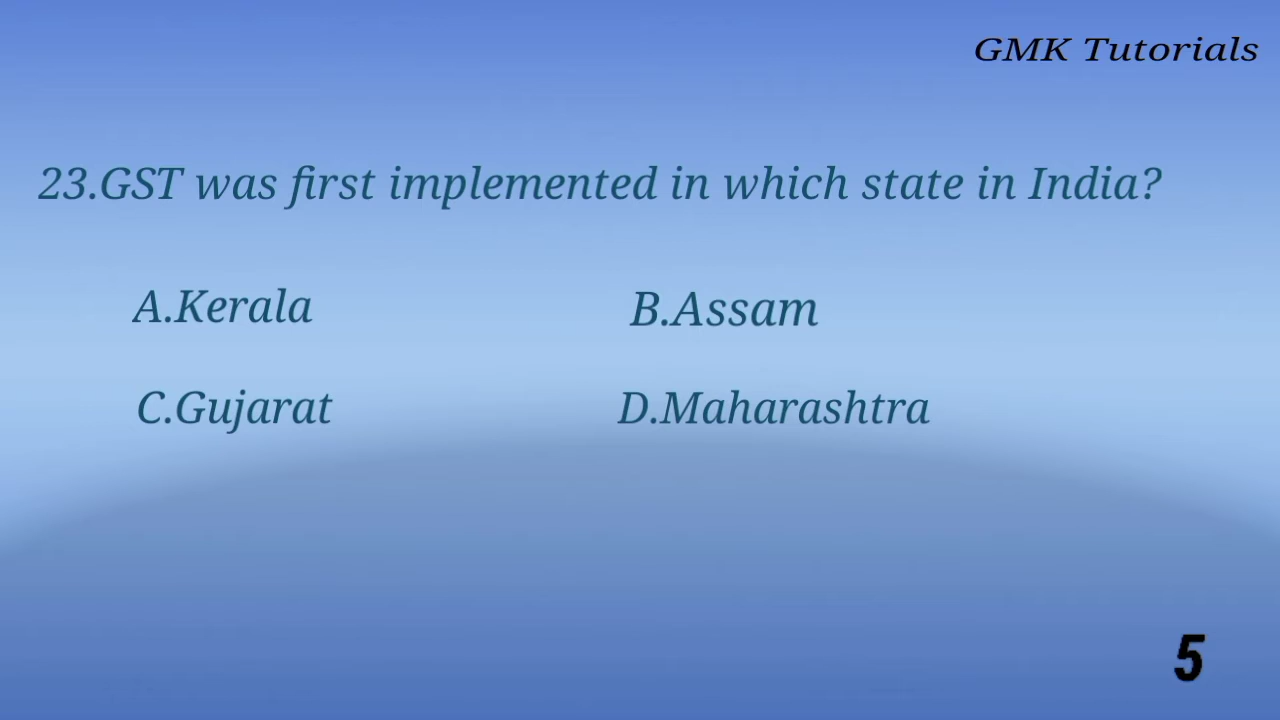 GMK Tutorials
23.GST was first implemented in which state in India?
A.Kerala
B.Assam
C.Gujarat
D.Maharashtra
5